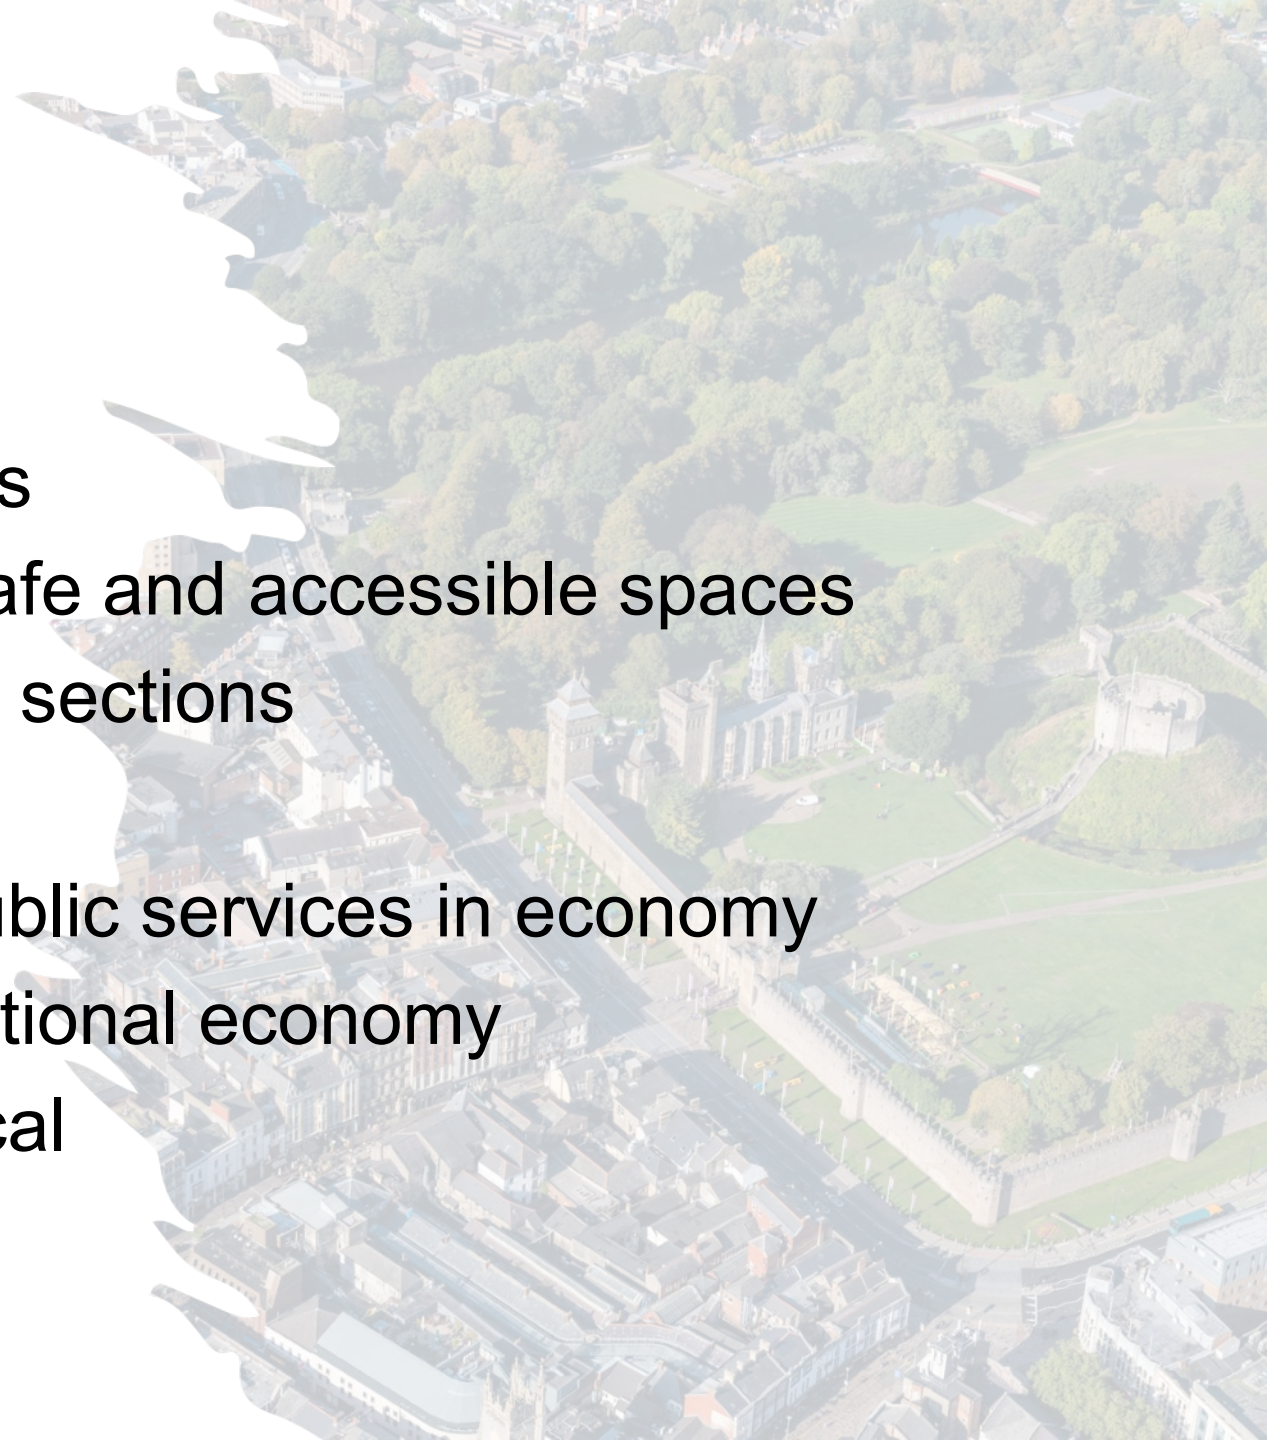 s
afe and accessible spaces
sections
ublic services in economy
tional economy
cal